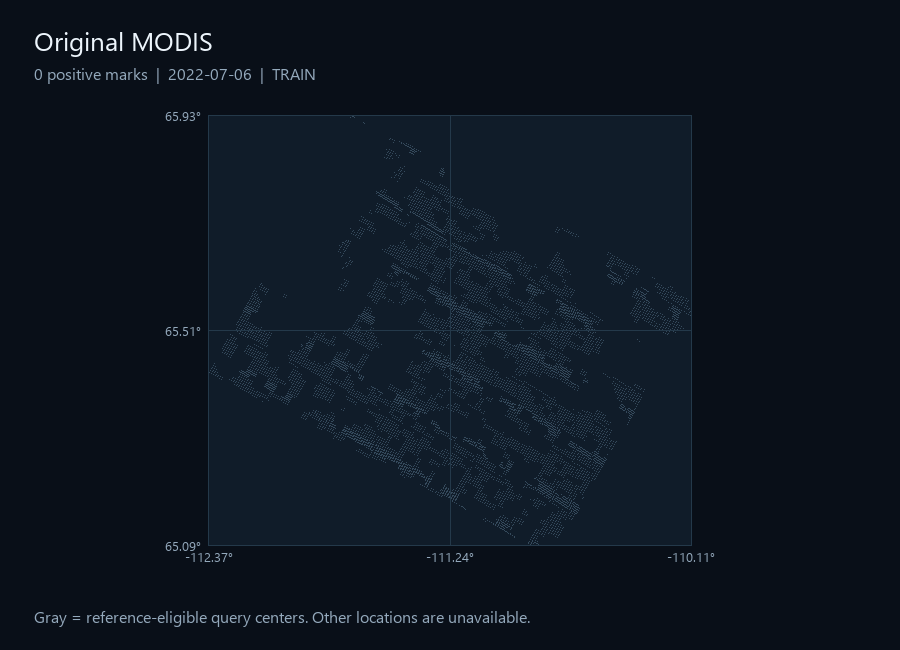 Original MODIS
0 positive marks | 2022-07-06 | TRAIN
65.93°
65.51°
65.09°
-112.37°
-111.24°
-110.11°
Gray = reference-eligible query centers. Other locations are unavailable.